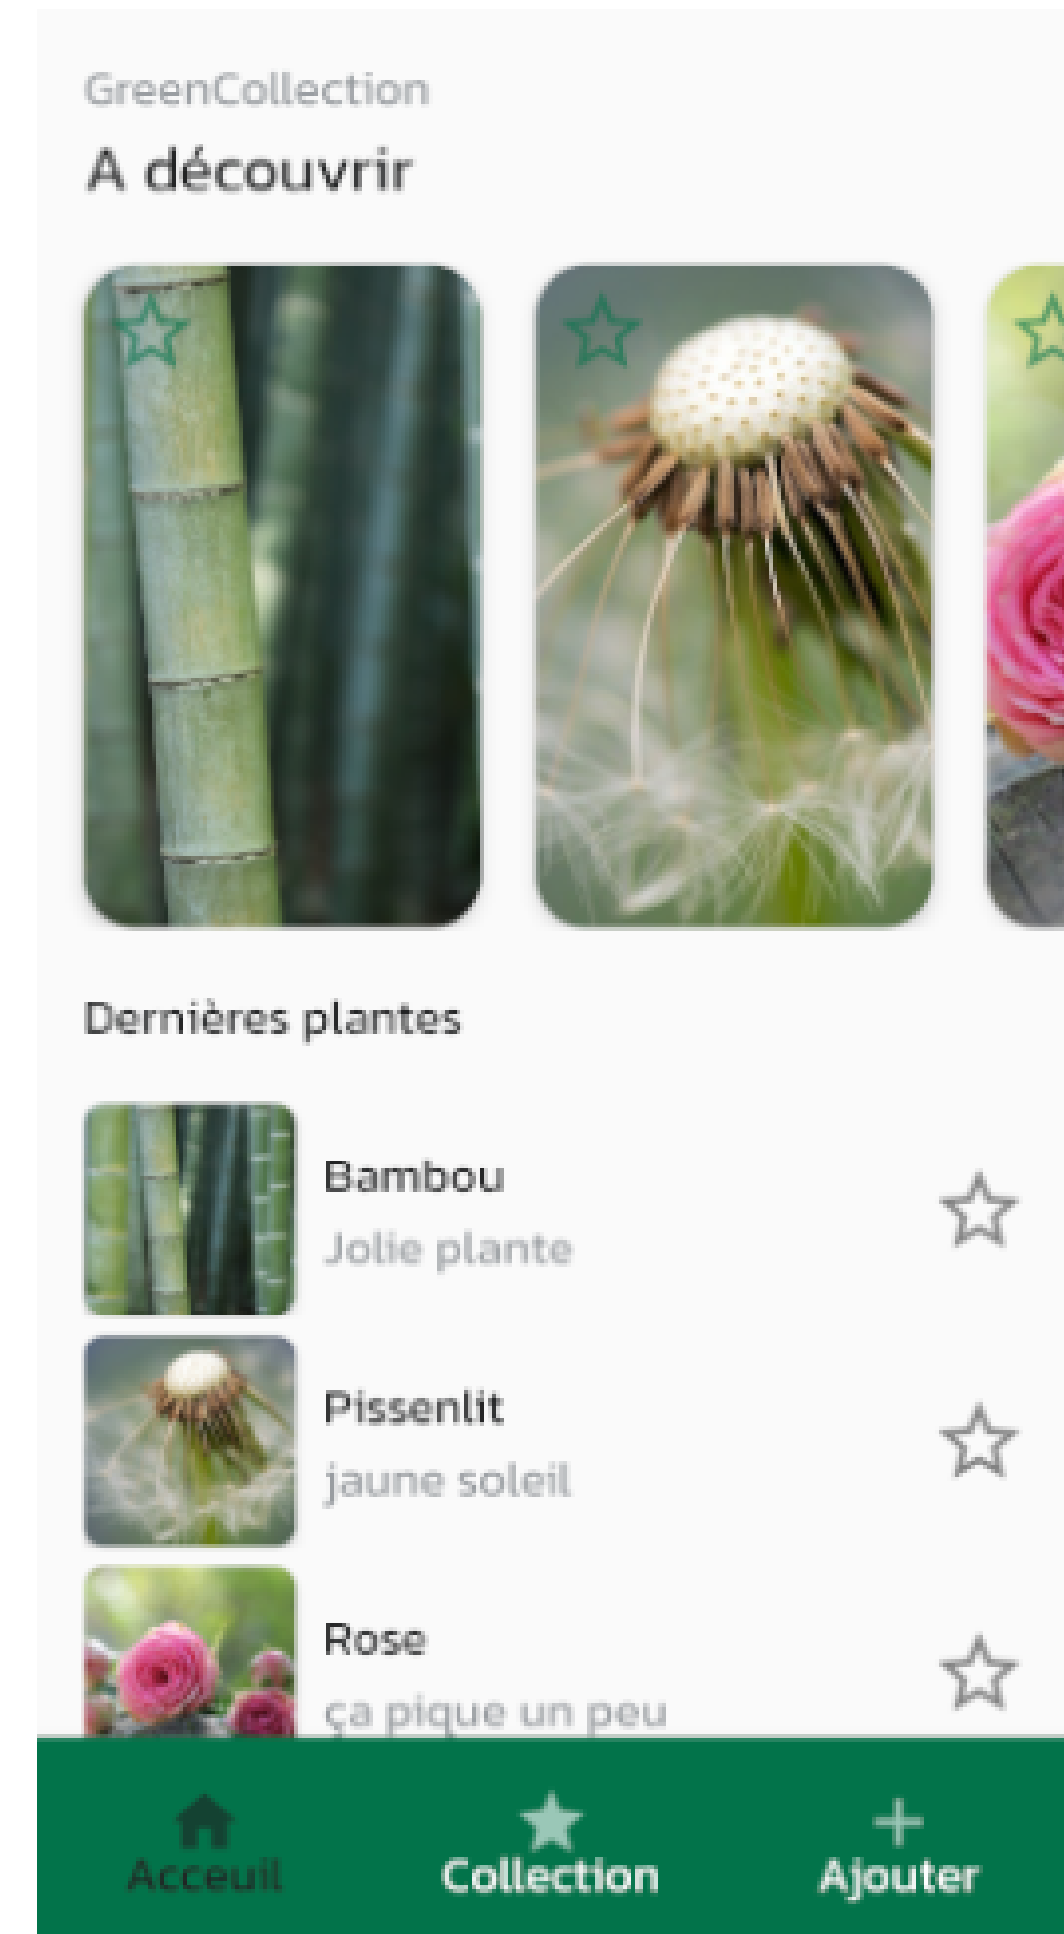 GreenCollection
A découvrir
Dernières plantes
Bambou
Jolie plante
Pissenlit
jaune soleil
Rose
ça pique un peu
Acceuil
Collection
Ajouter